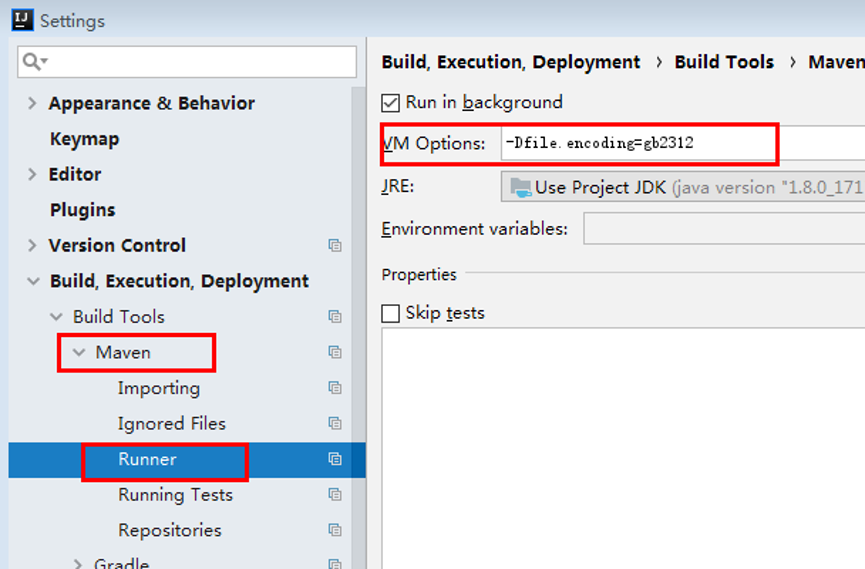 IJ Settings
Appearance & Behavior
Keymap
Editor
Plugins
Version Control
Build, Execution, Deployment
Build Tools
Maven
Importing
Ignored Files
Runner
Running Tests
Repositories
Gradle
Build, Execution, Deployment › Build Tools › Maven
Run in background
VM Options: -Dfile.encoding=gb2312
JRE: Use Project JDK (java version "1.8.0_171
Environment variables:
Properties
Skip tests